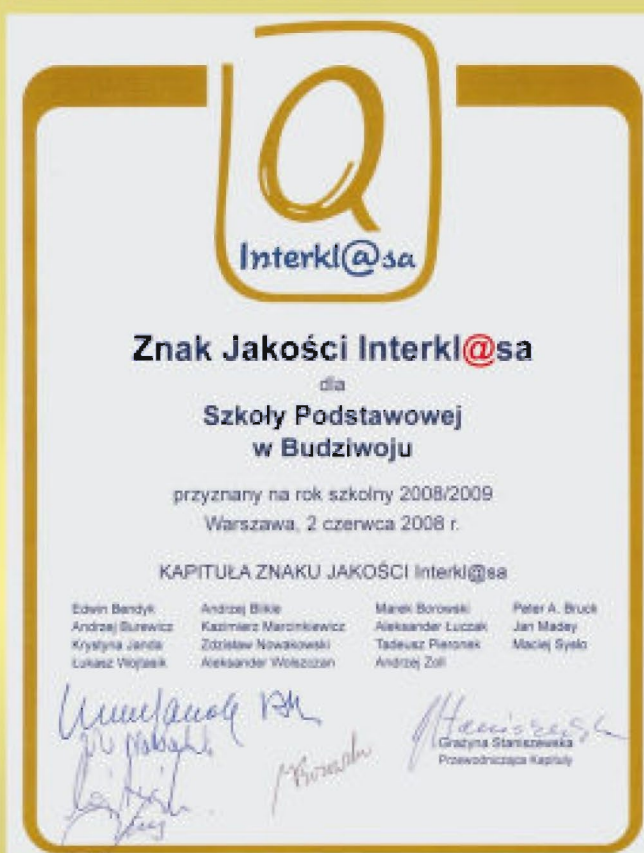 Q
Interkl@sa
Znak Jakości Interkl@sa
dla
Szkoły Podstawowej
w Budziwoju
przyznany na rok szkolny 2008/2009
Warszawa, 2 czerwca 2008 r.
KAPITUŁA ZNAKU JAKOŚCI Interkl@sa
Edwin Bendyk Andrzej Blikle Marek Borowski Peter A. Bruck
Andrzej Burewicz Kazimierz Marcinkiewicz Aleksander Łuczak Jan Madey
Krystyna Janda Zdzisław Nowakowski Tadeusz Pieronek Maciej Sysło
Łukasz Wojtasik Aleksander Wolszczan Andrzej Zoll
Grażyna Staniszewska
Przewodnicząca Kapituły